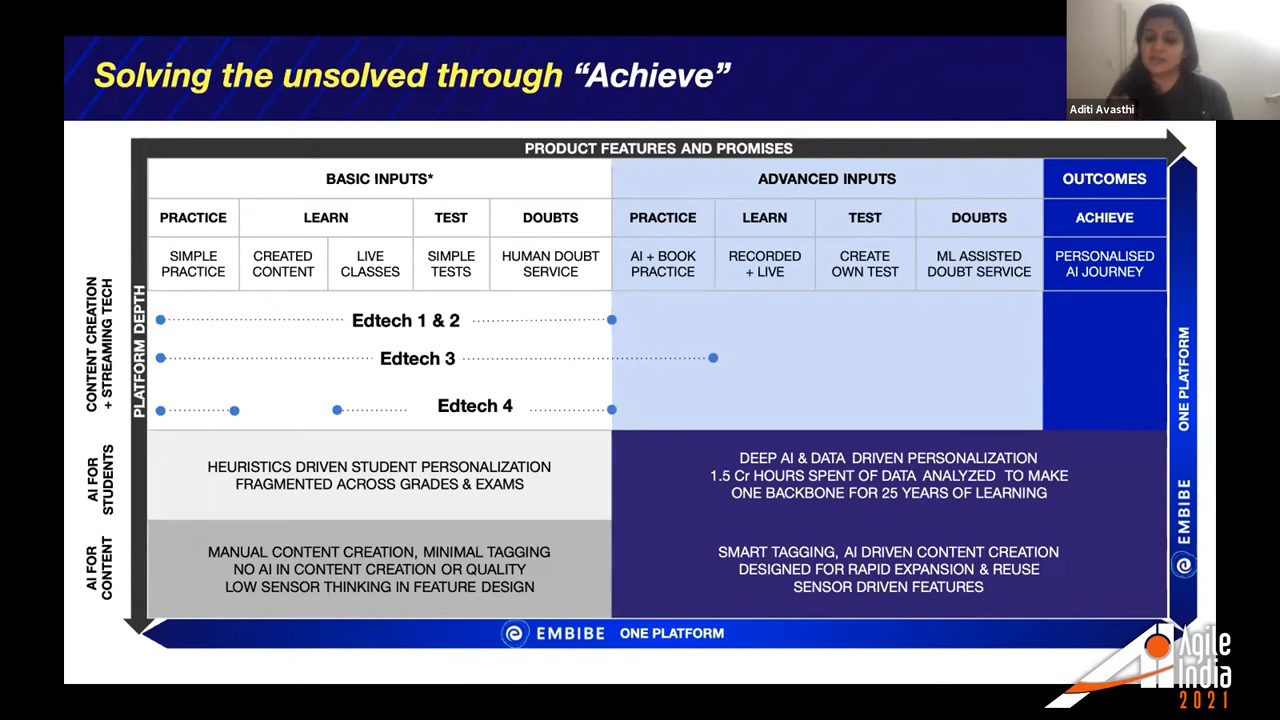 Solving the unsolved through “Achieve”
Aditi Avasthi
PRODUCT FEATURES AND PROMISES
BASIC INPUTS*
ADVANCED INPUTS
OUTCOMES
PRACTICE
LEARN
TEST
DOUBTS
PRACTICE
LEARN
TEST
DOUBTS
ACHIEVE
SIMPLE
PRACTICE
CREATED
CONTENT
LIVE
CLASSES
SIMPLE
TESTS
HUMAN DOUBT
SERVICE
AI + BOOK
PRACTICE
RECORDED
+ LIVE
CREATE
OWN TEST
ML ASSISTED
DOUBT SERVICE
PERSONALISED
AI JOURNEY
PLATFORM DEPTH
CONTENT CREATION
+ STREAMING TECH
Edtech 1 & 2
Edtech 3
Edtech 4
AI FOR
STUDENTS
HEURISTICS DRIVEN STUDENT PERSONALIZATION
FRAGMENTED ACROSS GRADES & EXAMS
DEEP AI & DATA DRIVEN PERSONALIZATION
1.5 Cr HOURS SPENT OF DATA ANALYZED TO MAKE
ONE BACKBONE FOR 25 YEARS OF LEARNING
AI FOR
CONTENT
MANUAL CONTENT CREATION, MINIMAL TAGGING
NO AI IN CONTENT CREATION OR QUALITY
LOW SENSOR THINKING IN FEATURE DESIGN
SMART TAGGING, AI DRIVEN CONTENT CREATION
DESIGNED FOR RAPID EXPANSION & REUSE
SENSOR DRIVEN FEATURES
EMBIBE ONE PLATFORM
EMBIBE ONE PLATFORM
Agile
India
2021